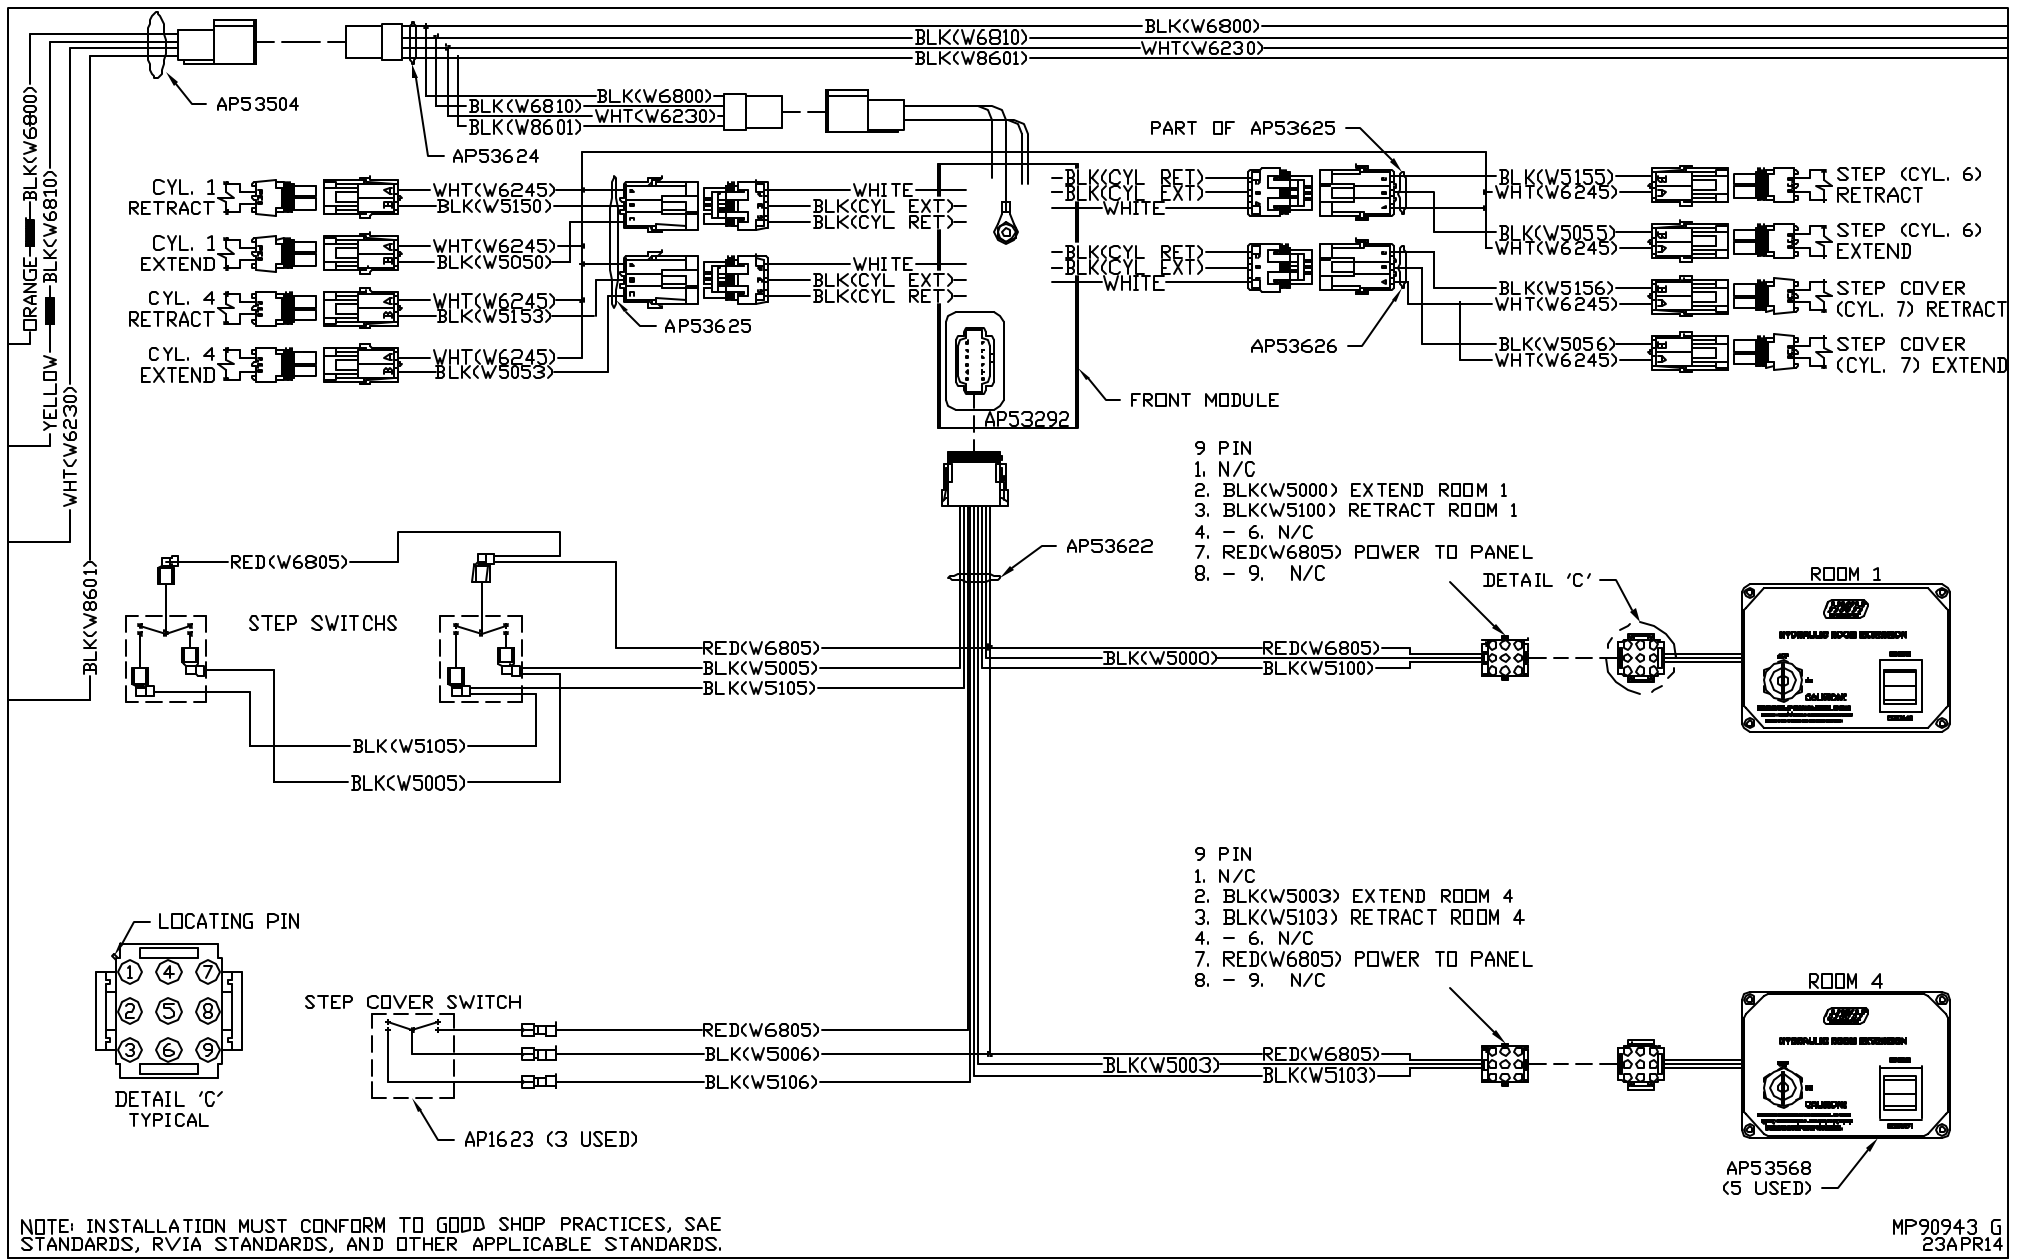 BLK(W6800)
BLK(W6810)
WHT(W6230)
BLK(W8601)
AP53504
BLK(W6800)
BLK(W6810)
WHT(W6230)
BLK(W8601)
AP53624
PART OF AP53625
ORANGE
BLK(W6800)
YELLOW
BLK(W6810)
WHT(W6230)
BLK(W8601)
CYL. 1
RETRACT
WHT(W6245)
BLK(W5150)
CYL. 1
EXTEND
WHT(W6245)
BLK(W5050)
CYL. 4
RETRACT
WHT(W6245)
BLK(W5153)
CYL. 4
EXTEND
WHT(W6245)
BLK(W5053)
AP53625
WHITE
BLK(CYL EXT)
BLK(CYL RET)
WHITE
BLK(CYL EXT)
BLK(CYL RET)
BLK(CYL RET)
BLK(CYL EXT)
WHITE
BLK(CYL RET)
BLK(CYL EXT)
WHITE
AP53626
BLK(W5155)
WHT(W6245)
STEP (CYL. 6)
RETRACT
BLK(W5055)
WHT(W6245)
STEP (CYL. 6)
EXTEND
BLK(W5156)
WHT(W6245)
STEP COVER
(CYL. 7) RETRACT
BLK(W5056)
WHT(W6245)
STEP COVER
(CYL. 7) EXTEND
FRONT MODULE
AP53292
9 PIN
1. N/C
2. BLK(W5000) EXTEND ROOM 1
3. BLK(W5100) RETRACT ROOM 1
4. - 6. N/C
7. RED(W6805) POWER TO PANEL
8. - 9. N/C
AP53622
DETAIL 'C'
ROOM 1
HYDRAULIC ROOM EXTENSION
RED(W6805)
STEP SWITCHS
RED(W6805)
BLK(W5005)
BLK(W5105)
RED(W6805)
BLK(W5000)
BLK(W5100)
BLK(W5105)
BLK(W5005)
9 PIN
1. N/C
2. BLK(W5003) EXTEND ROOM 4
3. BLK(W5103) RETRACT ROOM 4
4. - 6. N/C
7. RED(W6805) POWER TO PANEL
8. - 9. N/C
ROOM 4
HYDRAULIC ROOM EXTENSION
LOCATING PIN
1 4 7
2 5 8
3 6 9
DETAIL 'C'
TYPICAL
STEP COVER SWITCH
RED(W6805)
BLK(W5006)
BLK(W5106)
RED(W6805)
BLK(W5003)
BLK(W5103)
AP1623 (3 USED)
AP53568
(5 USED)
NOTE: INSTALLATION MUST CONFORM TO GOOD SHOP PRACTICES, SAE
STANDARDS, RVIA STANDARDS, AND OTHER APPLICABLE STANDARDS.
MP90943 G
23APR14